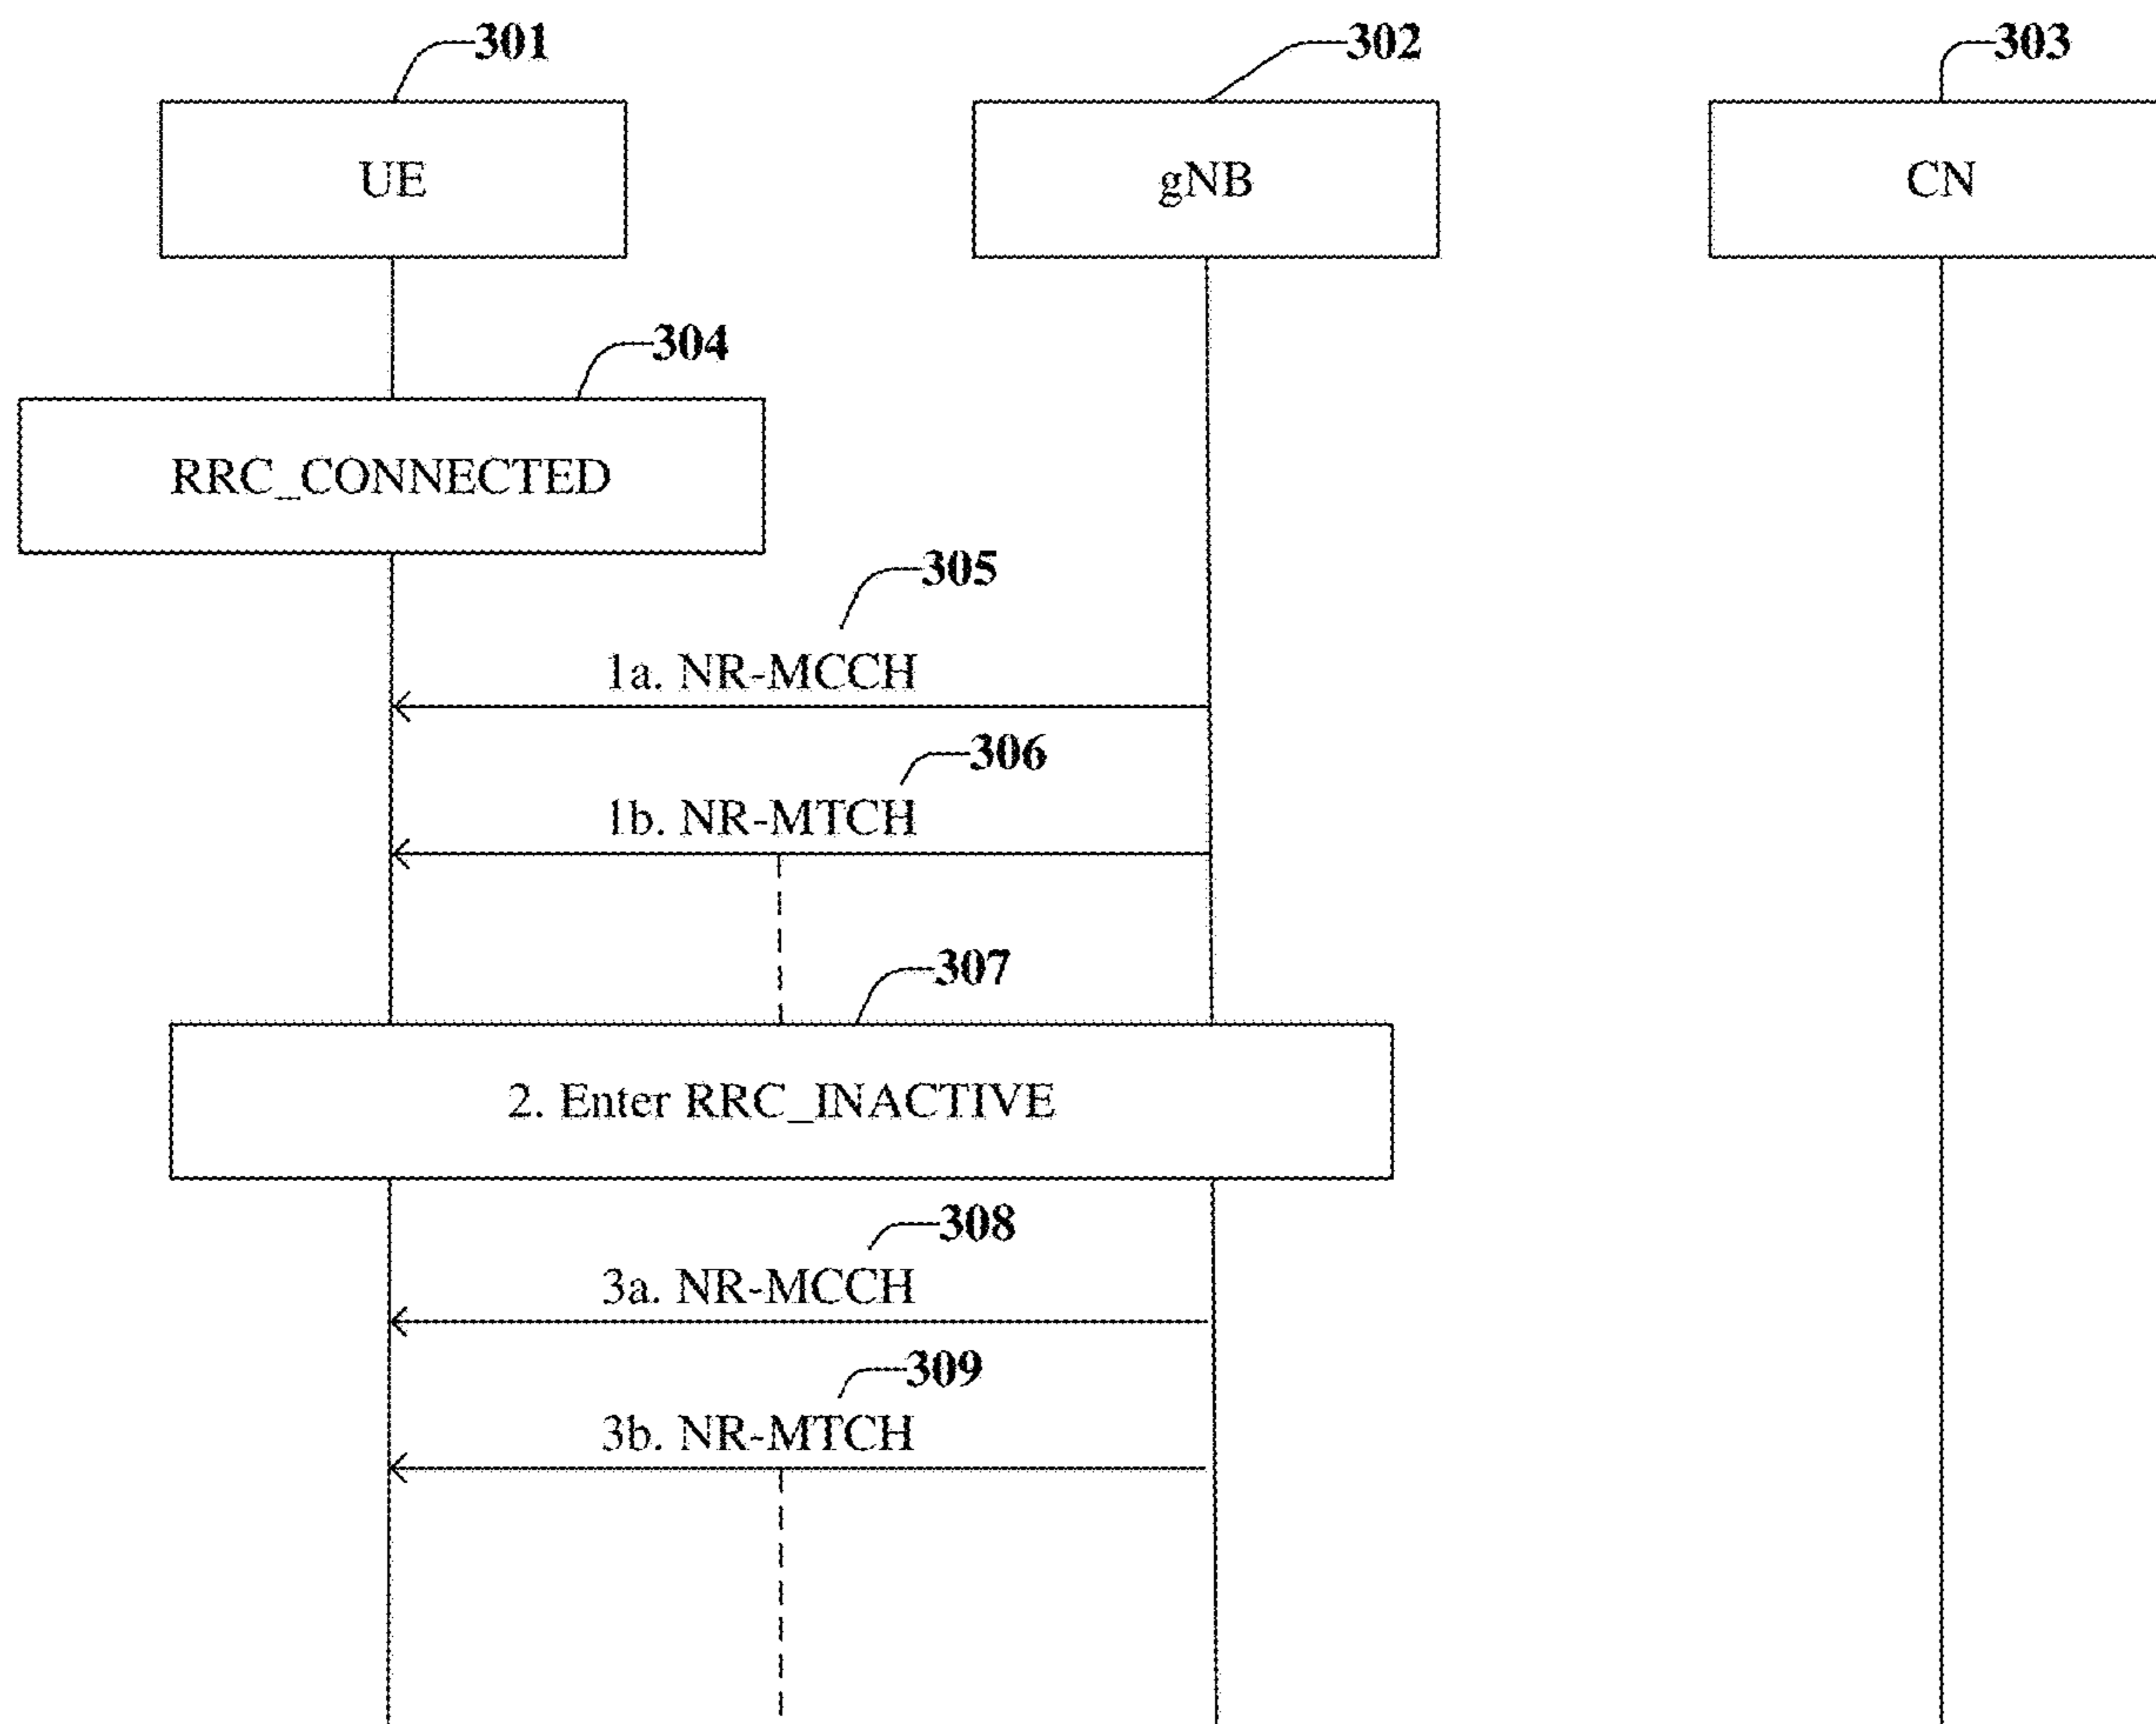 301
302
303
UE
gNB
CN
304
RRC_CONNECTED
305
1a. NR-MCCH
306
1b. NR-MTCH
307
2. Enter RRC_INACTIVE
308
3a. NR-MCCH
309
3b. NR-MTCH